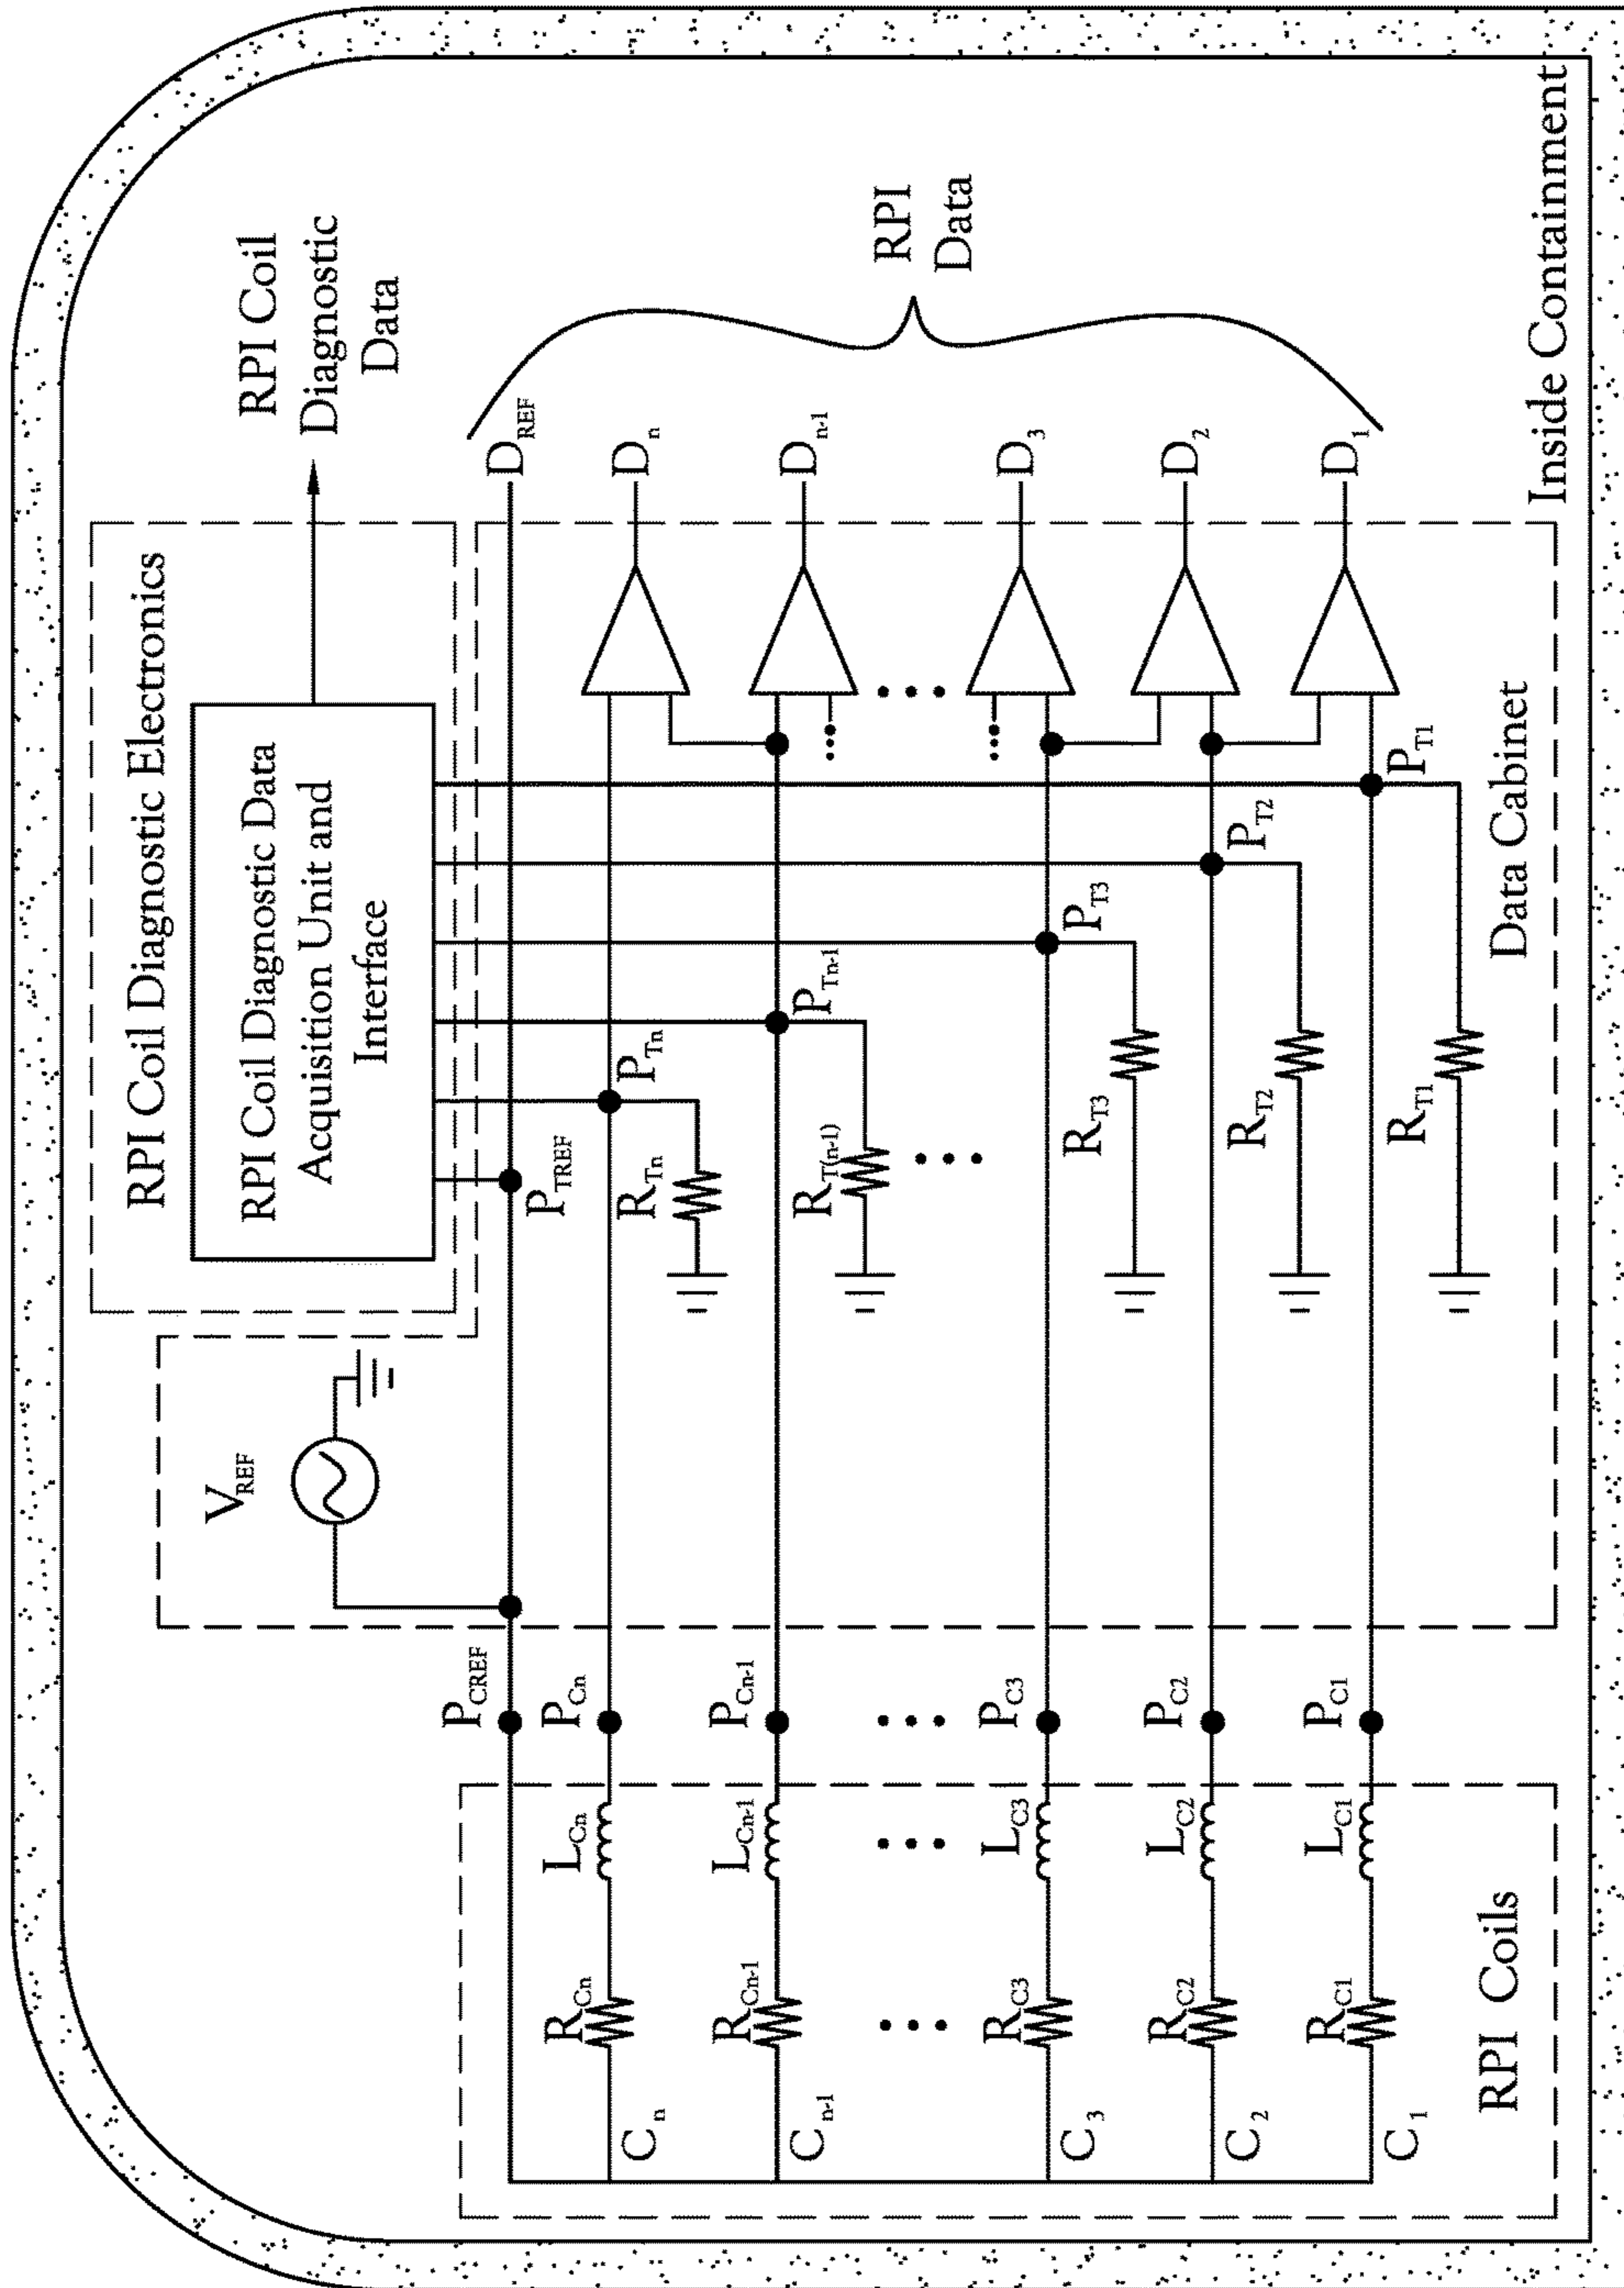 RPI Coil Diagnostic Electronics
RPI Coil Diagnostic Data
Acquisition Unit and
Interface
RPI Coil
Diagnostic
Data
V_REF
P_CREF
P_TREF
D_REF
C_n
R_Cn
L_Cn
P_Cn
R_Tn
P_Tn
D_n
C_n-1
R_Cn-1
L_Cn-1
P_Cn-1
R_T(n-1)
P_Tn-1
D_n-1
RPI
Data
C_3
R_C3
L_C3
P_C3
R_T3
P_T3
D_3
C_2
R_C2
L_C2
P_C2
R_T2
P_T2
D_2
C_1
R_C1
L_C1
P_C1
R_T1
P_T1
D_1
RPI Coils
Data Cabinet
Inside Containment